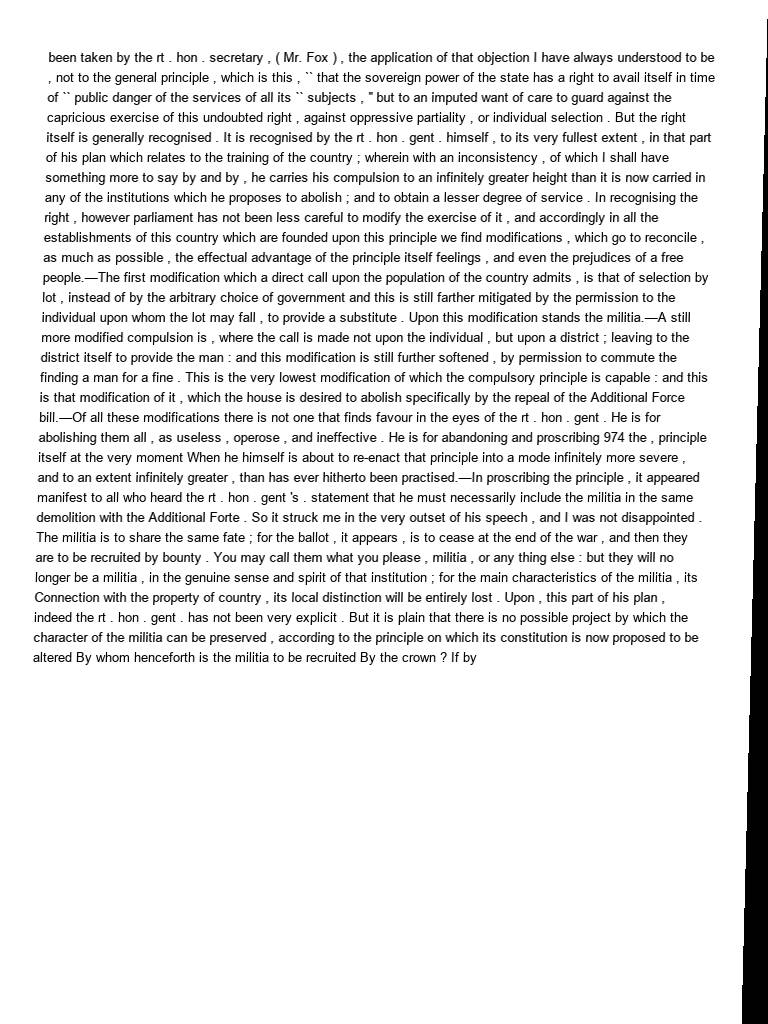 been taken by the rt . hon . secretary , ( Mr. Fox ) , the application of that objection I have always understood to be
, not to the general principle , which is this , `` that the sovereign power of the state has a right to avail itself in time
of `` public danger of the services of all its `` subjects , " but to an imputed want of care to guard against the
capricious exercise of this undoubted right , against oppressive partiality , or individual selection . But the right
itself is generally recognised . It is recognised by the rt . hon . gent . himself , to its very fullest extent , in that part
of his plan which relates to the training of the country ; wherein with an inconsistency , of which I shall have
something more to say by and by , he carries his compulsion to an infinitely greater height than it is now carried in
any of the institutions which he proposes to abolish ; and to obtain a lesser degree of service . In recognising the
right , however parliament has not been less careful to modify the exercise of it , and accordingly in all the
establishments of this country which are founded upon this principle we find modifications , which go to reconcile ,
as much as possible , the effectual advantage of the principle itself feelings , and even the prejudices of a free
people.—The first modification which a direct call upon the population of the country admits , is that of selection by
lot , instead of by the arbitrary choice of government and this is still farther mitigated by the permission to the
individual upon whom the lot may fall , to provide a substitute . Upon this modification stands the militia.—A still
more modified compulsion is , where the call is made not upon the individual , but upon a district ; leaving to the
district itself to provide the man : and this modification is still further softened , by permission to commute the
finding a man for a fine . This is the very lowest modification of which the compulsory principle is capable : and this
is that modification of it , which the house is desired to abolish specifically by the repeal of the Additional Force
bill.—Of all these modifications there is not one that finds favour in the eyes of the rt . hon . gent . He is for
abolishing them all , as useless , operose , and ineffective . He is for abandoning and proscribing 974 the , principle
itself at the very moment When he himself is about to re-enact that principle into a mode infinitely more severe ,
and to an extent infinitely greater , than has ever hitherto been practised.—In proscribing the principle , it appeared
manifest to all who heard the rt . hon . gent 's . statement that he must necessarily include the militia in the same
demolition with the Additional Forte . So it struck me in the very outset of his speech , and I was not disappointed .
The militia is to share the same fate ; for the ballot , it appears , is to cease at the end of the war , and then they
are to be recruited by bounty . You may call them what you please , militia , or any thing else : but they will no
longer be a militia , in the genuine sense and spirit of that institution ; for the main characteristics of the militia , its
Connection with the property of country , its local distinction will be entirely lost . Upon , this part of his plan ,
indeed the rt . hon . gent . has not been very explicit . But it is plain that there is no possible project by which the
character of the militia can be preserved , according to the principle on which its constitution is now proposed to be
altered By whom henceforth is the militia to be recruited By the crown ? If by